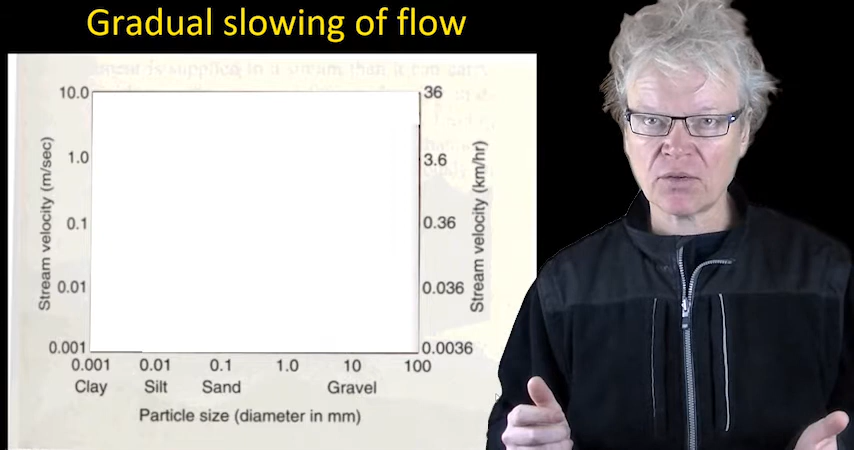 Gradual slowing of flow
10.0
1.0
0.1
0.01
0.001
Stream velocity (m/sec)
36
3.6
0.36
0.036
0.0036
Stream velocity (km/hr)
0.001 0.01 0.1 1.0 10 100
Clay Silt Sand Gravel
Particle size (diameter in mm)